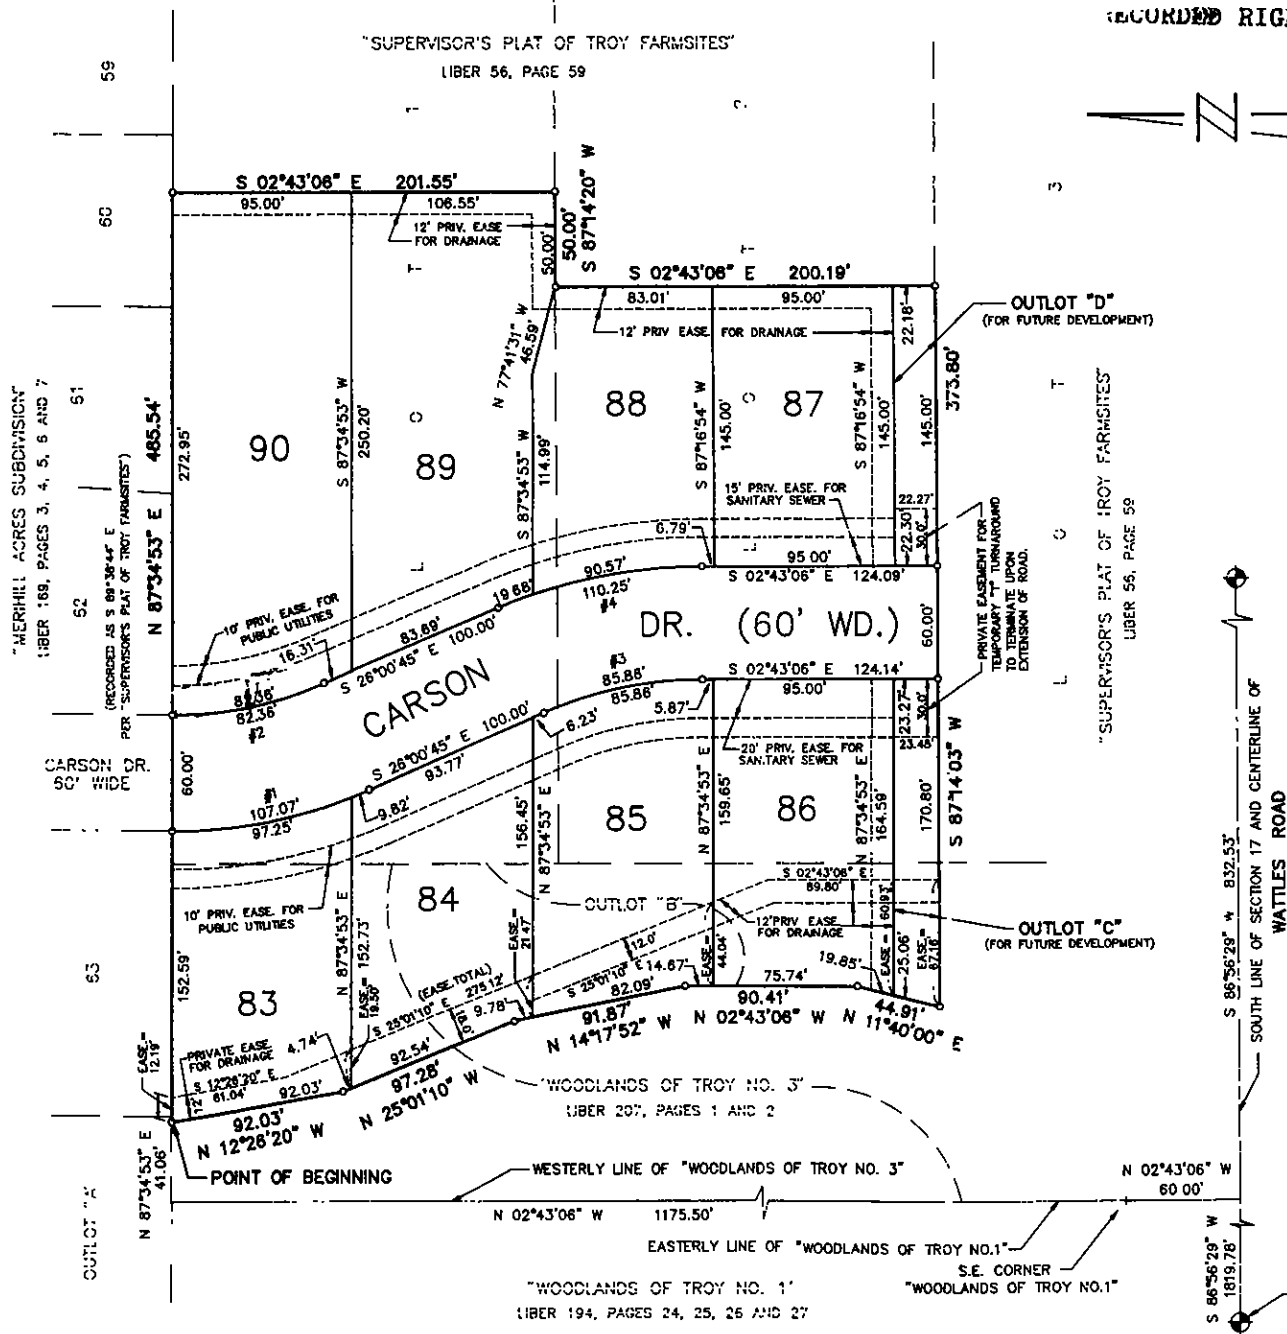 RECORDED RIG
"SUPERVISOR'S PLAT OF TROY FARMSITES"
LIBER 56, PAGE 59
59
N
S 02°43'06" E 201.55'
95.00'
106.55'
12' PRIV. EASE
FOR DRAINAGE
50.00'
50.00'
S 87°14'20" W
60
S 02°43'06" E 200.19'
83.01'
95.00'
12' PRIV EASE. FOR DRAINAGE
22.18'
OUTLOT "D"
(FOR FUTURE DEVELOPMENT)
N 77°41'31" W
46.59'
"MERIHILL ACRES SUBDIVISION"
LIBER 169, PAGES 3, 4, 5, 6 AND 7
61
62
(RECORDED AS S 89°36'44" E
PER "SUPERVISOR'S PLAT OF TROY FARMSITES")
N 87°34'53" E 485.54'
272.95'
90
S 87°34'53" W
250.20'
89
S 87°34'53" W
114.99'
88
S 87°16'54" W
145.00'
87
S 87°16'54" W
145.00'
145.00'
373.80'
L O T
L O T
3
"SUPERVISOR'S PLAT OF TROY FARMSITES"
LIBER 56, PAGE 59
15' PRIV. EASE. FOR
SANITARY SEWER
22.27'
22.30'
30.0'
6.79'
95.00'
S 02°43'06" E 124.09'
90.57'
110.25'
#4
19.68'
PRIVATE EASEMENT FOR
TEMPORARY "T" TURNAROUND
TO TERMINATE UPON
EXTENSION OF ROAD.
10' PRIV. EASE. FOR
PUBLIC UTILITIES
16.31'
83.69'
S 26°00'45" E 100.00'
82.36'
#2
CARSON
DR. (60' WD.)
60.00'
CARSON DR.
60' WIDE
60.00'
#3
85.86'
85.86'
S 02°43'06" E 124.14'
95.00'
5.87'
S 26°00'45" E 100.00'
93.77'
6.23'
#1
107.07'
97.25'
9.82'
20' PRIV. EASE. FOR
SANITARY SEWER
23.27'
30.0'
23.45'
S 87°14'03" W
63
10' PRIV. EASE. FOR
PUBLIC UTILITIES
152.59'
83
N 87°34'53" E
152.73'
EASE.=
19.50'
84
156.45'
N 87°34'53" E
EASE.=
21.47'
85
N 87°34'53" E
159.65'
EASE.=
44.04'
86
N 87°34'53" E
164.59'
170.80'
S 02°43'06" E
89.80'
60.93'
EASE.=
25.06'
EASE.=
67.16'
OUTLOT "B"
12' PRIV. EASE.
FOR DRAINAGE
OUTLOT "C"
(FOR FUTURE DEVELOPMENT)
12.0'
S 25°01'10" E
82.09'
14.67'
75.74'
19.85'
(EASE. TOTAL)
S 25°01'10" E 275.12'
9.78'
91.87'
N 14°17'52" W
90.41'
N 02°43'06" W
44.91'
N 11°40'00" E
EASE.=
12.19'
PRIVATE EASE.
FOR DRAINAGE
4.74'
12'
S 12°26'20" E
61.04'
92.03'
92.03'
N 12°26'20" W
92.54'
97.28'
N 25°01'10" W
POINT OF BEGINNING
N 87°34'53" E
41.06'
OUTLOT "A"
"WOODLANDS OF TROY NO. 3"
LIBER 207, PAGES 1 AND 2
WESTERLY LINE OF "WOODLANDS OF TROY NO. 3"
N 02°43'06" W 1175.50'
EASTERLY LINE OF "WOODLANDS OF TROY NO.1"
S.E. CORNER
"WOODLANDS OF TROY NO.1"
N 02°43'06" W
60.00'
"WOODLANDS OF TROY NO. 1"
LIBER 194, PAGES 24, 25, 26 AND 27
S 86°56'29" W 832.53'
SOUTH LINE OF SECTION 17 AND CENTERLINE OF
WATTLES ROAD
S 86°56'29" W
1819.78'